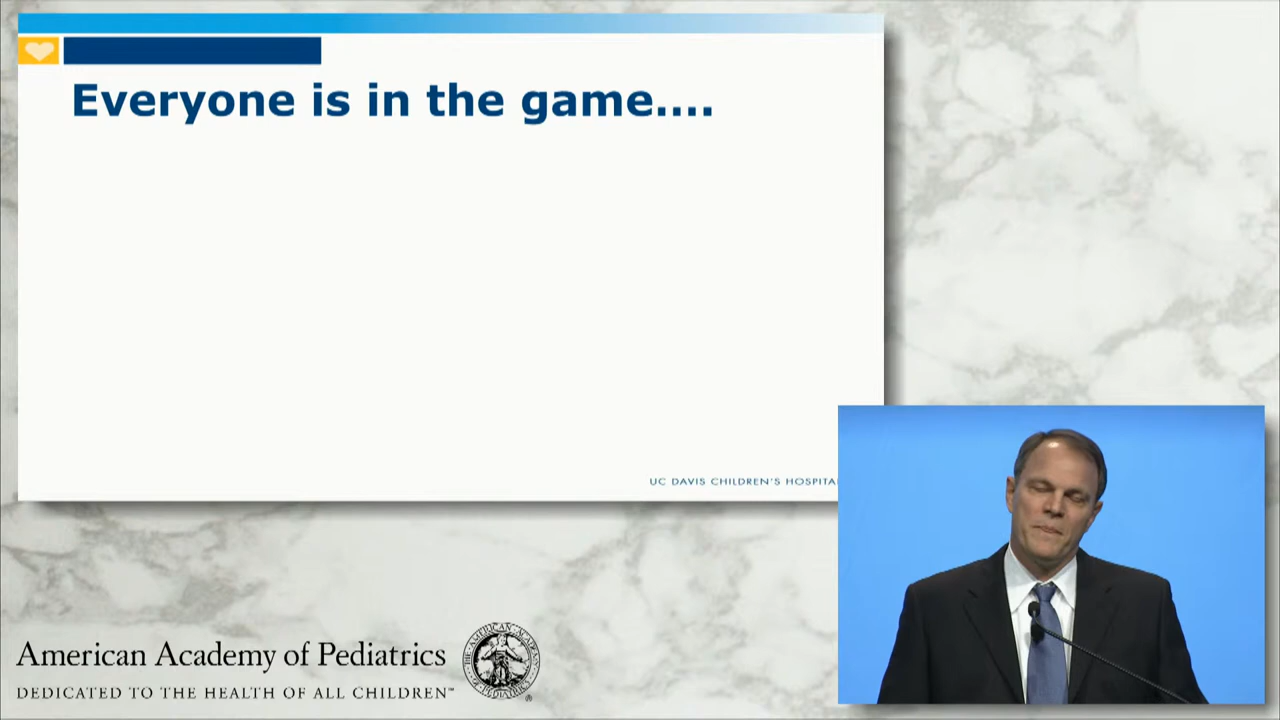 Everyone is in the game....
UC DAVIS CHILDREN'S HOSPITAL
American Academy of Pediatrics
DEDICATED TO THE HEALTH OF ALL CHILDREN™